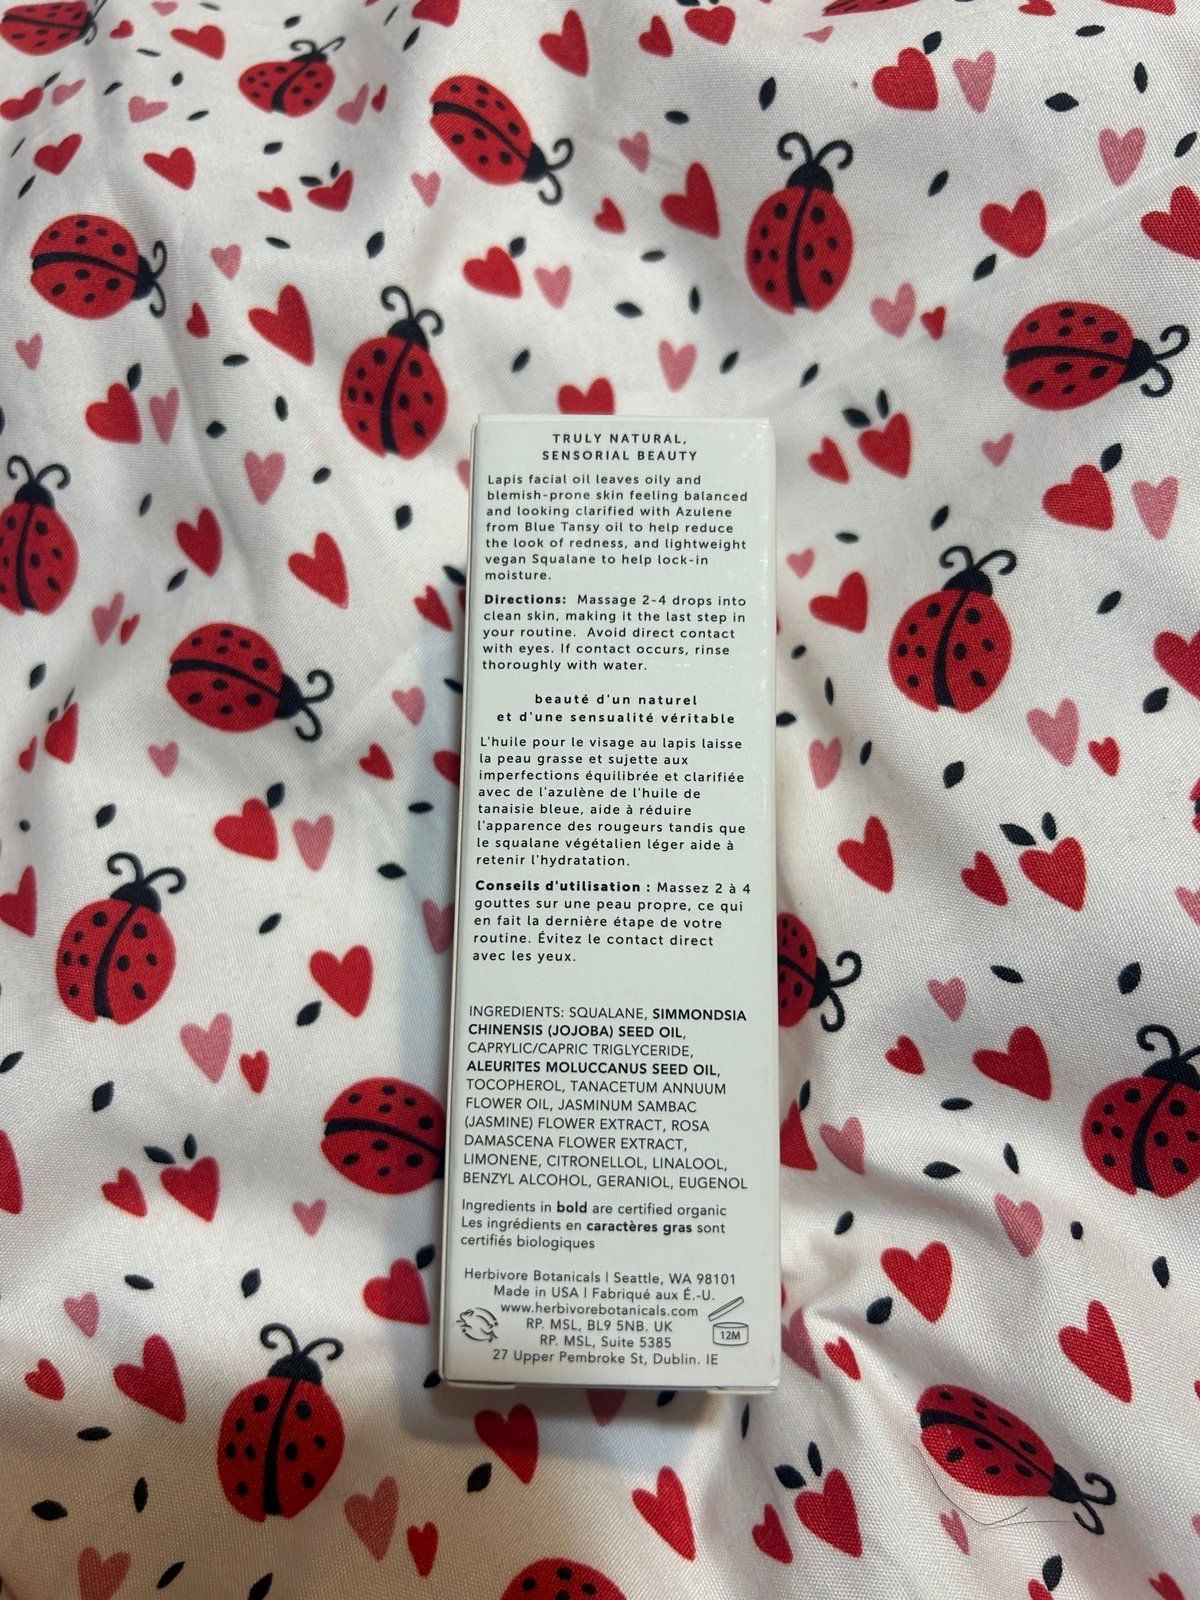 TRULY NATURAL,
SENSORIAL BEAUTY
Lapis facial oil leaves oily and
blemish-prone skin feeling balanced
and looking clarified with Azulene
from Blue Tansy oil to help reduce
the look of redness, and lightweight
vegan Squalane to help lock-in
moisture.
Directions: Massage 2-4 drops into
clean skin, making it the last step in
your routine. Avoid direct contact
with eyes. If contact occurs, rinse
thoroughly with water.
beauté d'un naturel
et d'une sensualité véritable
L'huile pour le visage au lapis laisse
la peau grasse et sujette aux
imperfections équilibrée et clarifiée
avec de l'azulène de l'huile de
tanaisie bleue, aide à réduire
l'apparence des rougeurs tandis que
le squalane végétalien léger aide à
retenir l'hydratation.
Conseils d'utilisation : Massez 2 à 4
gouttes sur une peau propre, ce qui
en fait la dernière étape de votre
routine. Évitez le contact direct
avec les yeux.
INGREDIENTS: SQUALANE, SIMMONDSIA
CHINENSIS (JOJOBA) SEED OIL,
CAPRYLIC/CAPRIC TRIGLYCERIDE,
ALEURITES MOLUCCANUS SEED OIL,
TOCOPHEROL, TANACETUM ANNUUM
FLOWER OIL, JASMINUM SAMBAC
(JASMINE) FLOWER EXTRACT, ROSA
DAMASCENA FLOWER EXTRACT,
LIMONENE, CITRONELLOL, LINALOOL,
BENZYL ALCOHOL, GERANIOL, EUGENOL
Ingredients in bold are certified organic
Les ingrédients en caractères gras sont
certifiés biologiques
Herbivore Botanicals | Seattle, WA 98101
Made in USA | Fabriqué aux É.-U.
www.herbivorebotanicals.com
RP. MSL, BL9 5NB. UK
RP. MSL, Suite 5385
27 Upper Pembroke St, Dublin. IE
12M